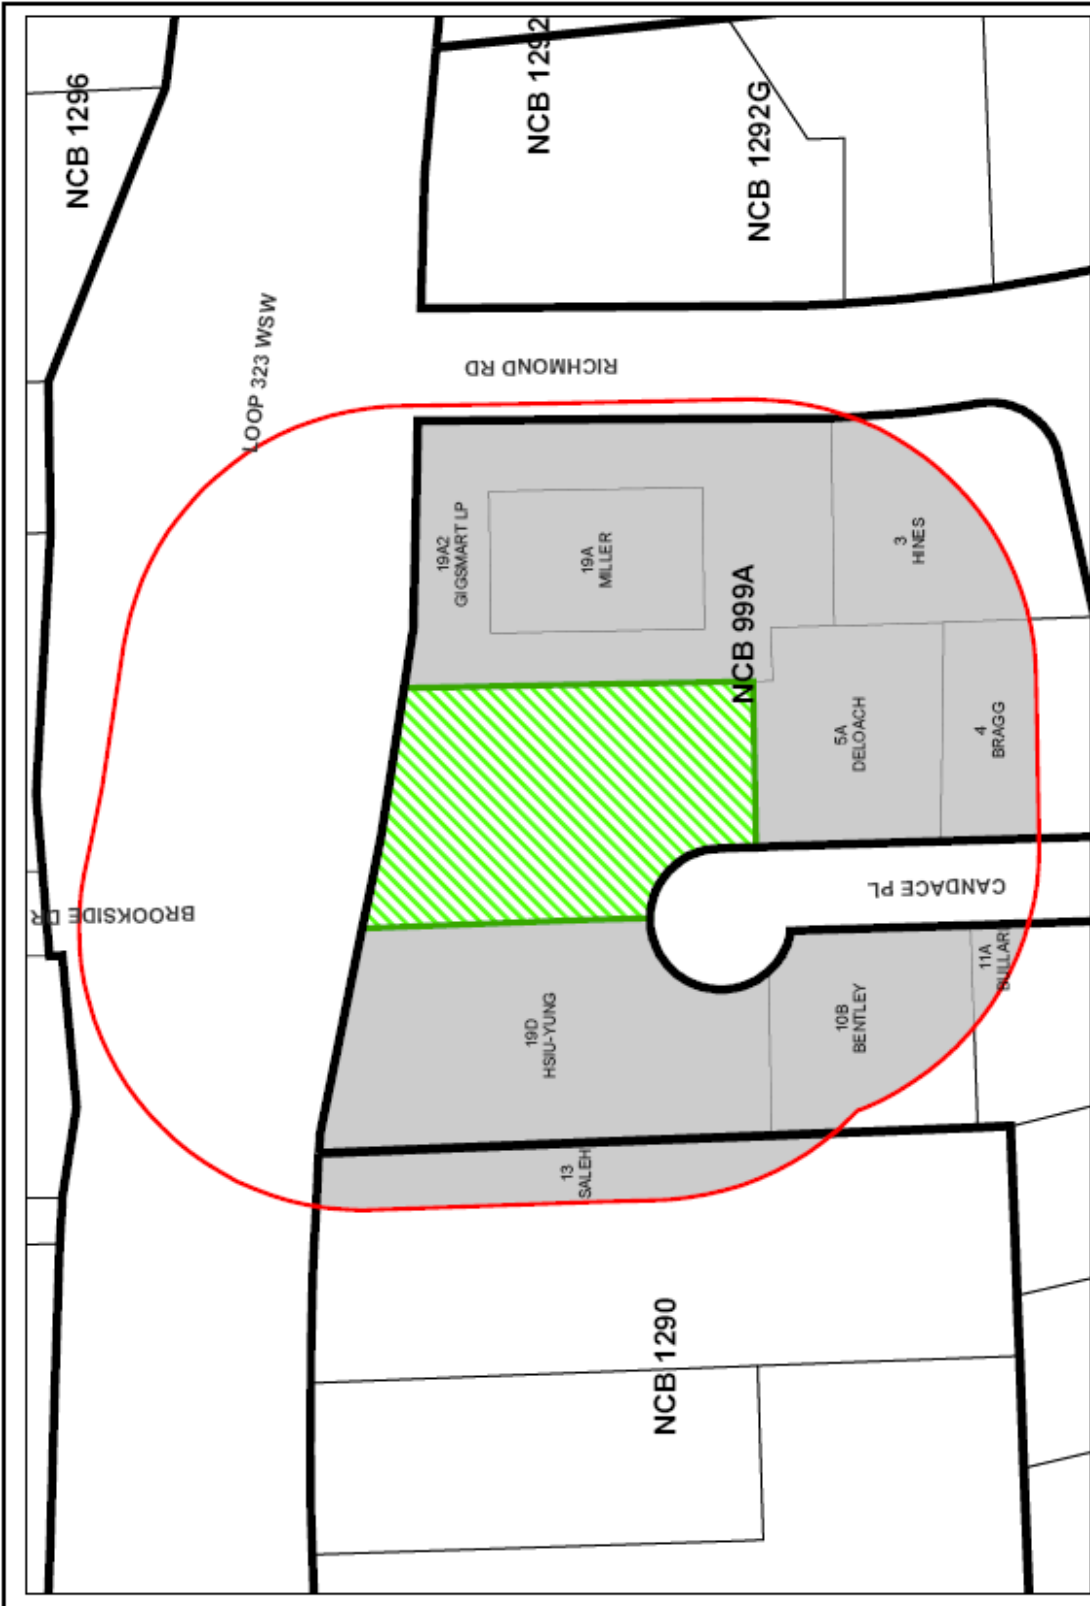 NCB 1296
NCB 1292
NCB 1292G
LOOP 323 WSW
RICHMOND RD
19A2
GIGSMART LP
19A
MILLER
3
HINES
NCB 999A
5A
DELOACH
4
BRAGG
BROOKSIDE DR
CANDACE PL
19D
HSIU-YUNG
10B
BENTLEY
11A
BULLAR
13
SALEH
NCB 1290